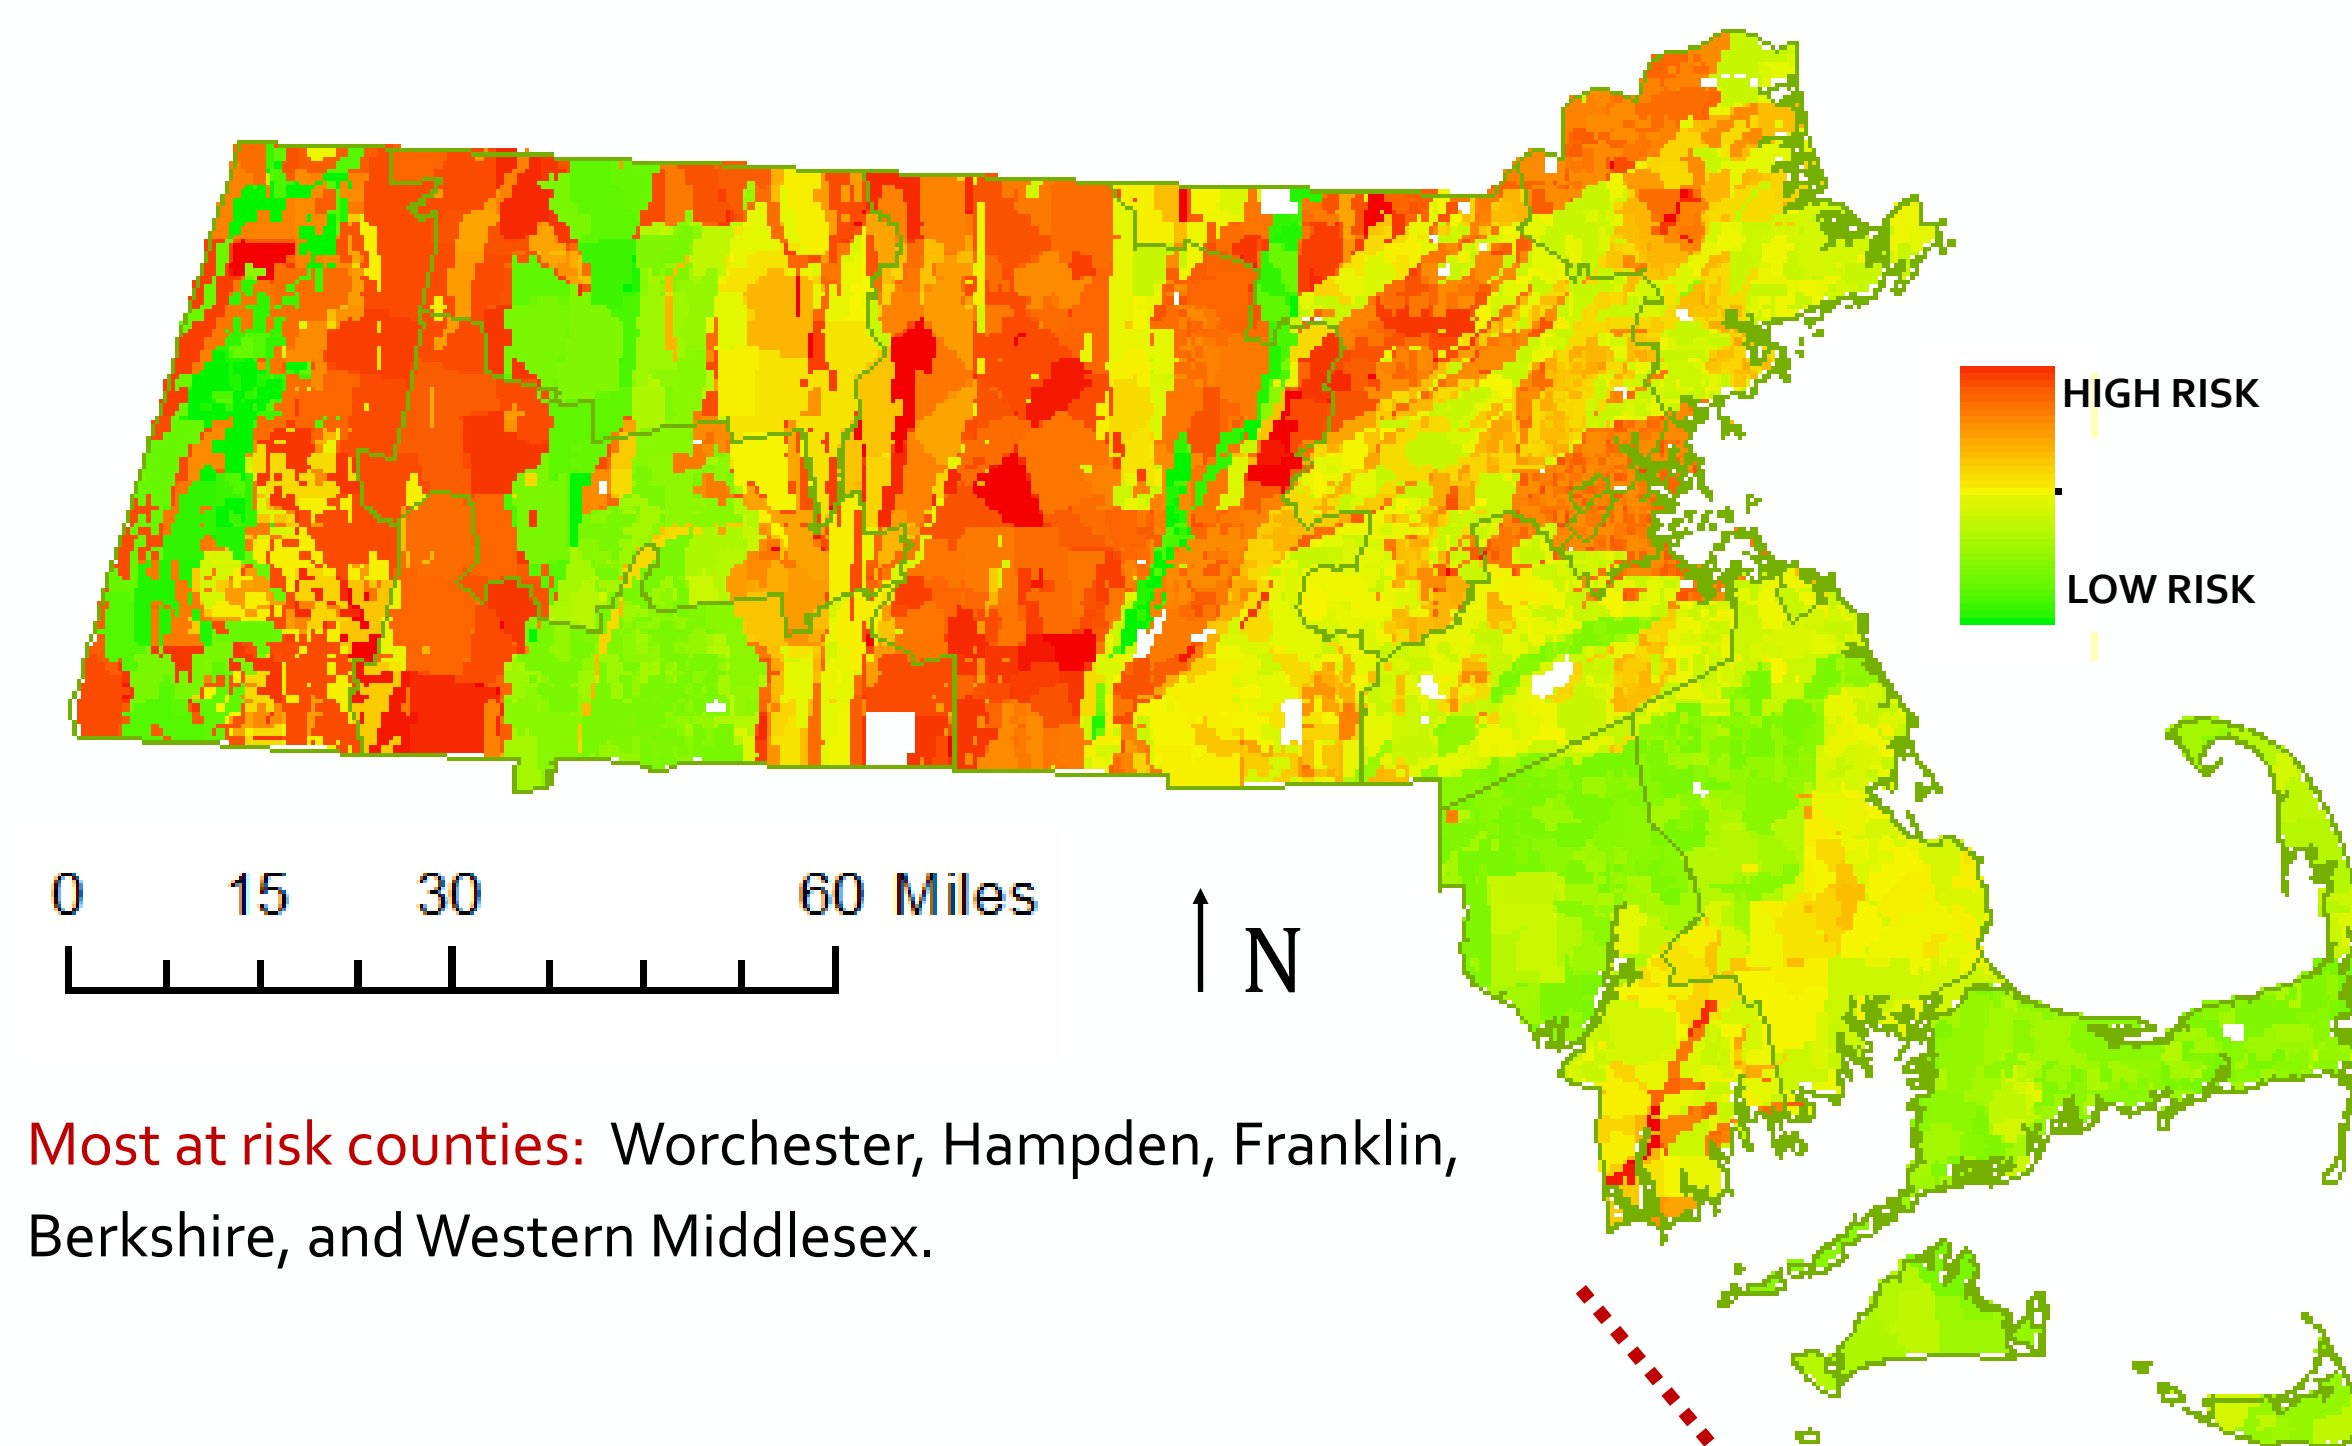 HIGH RISK
LOW RISK
0 15 30 60 Miles
N
Most at risk counties: Worchester, Hampden, Franklin,
Berkshire, and Western Middlesex.